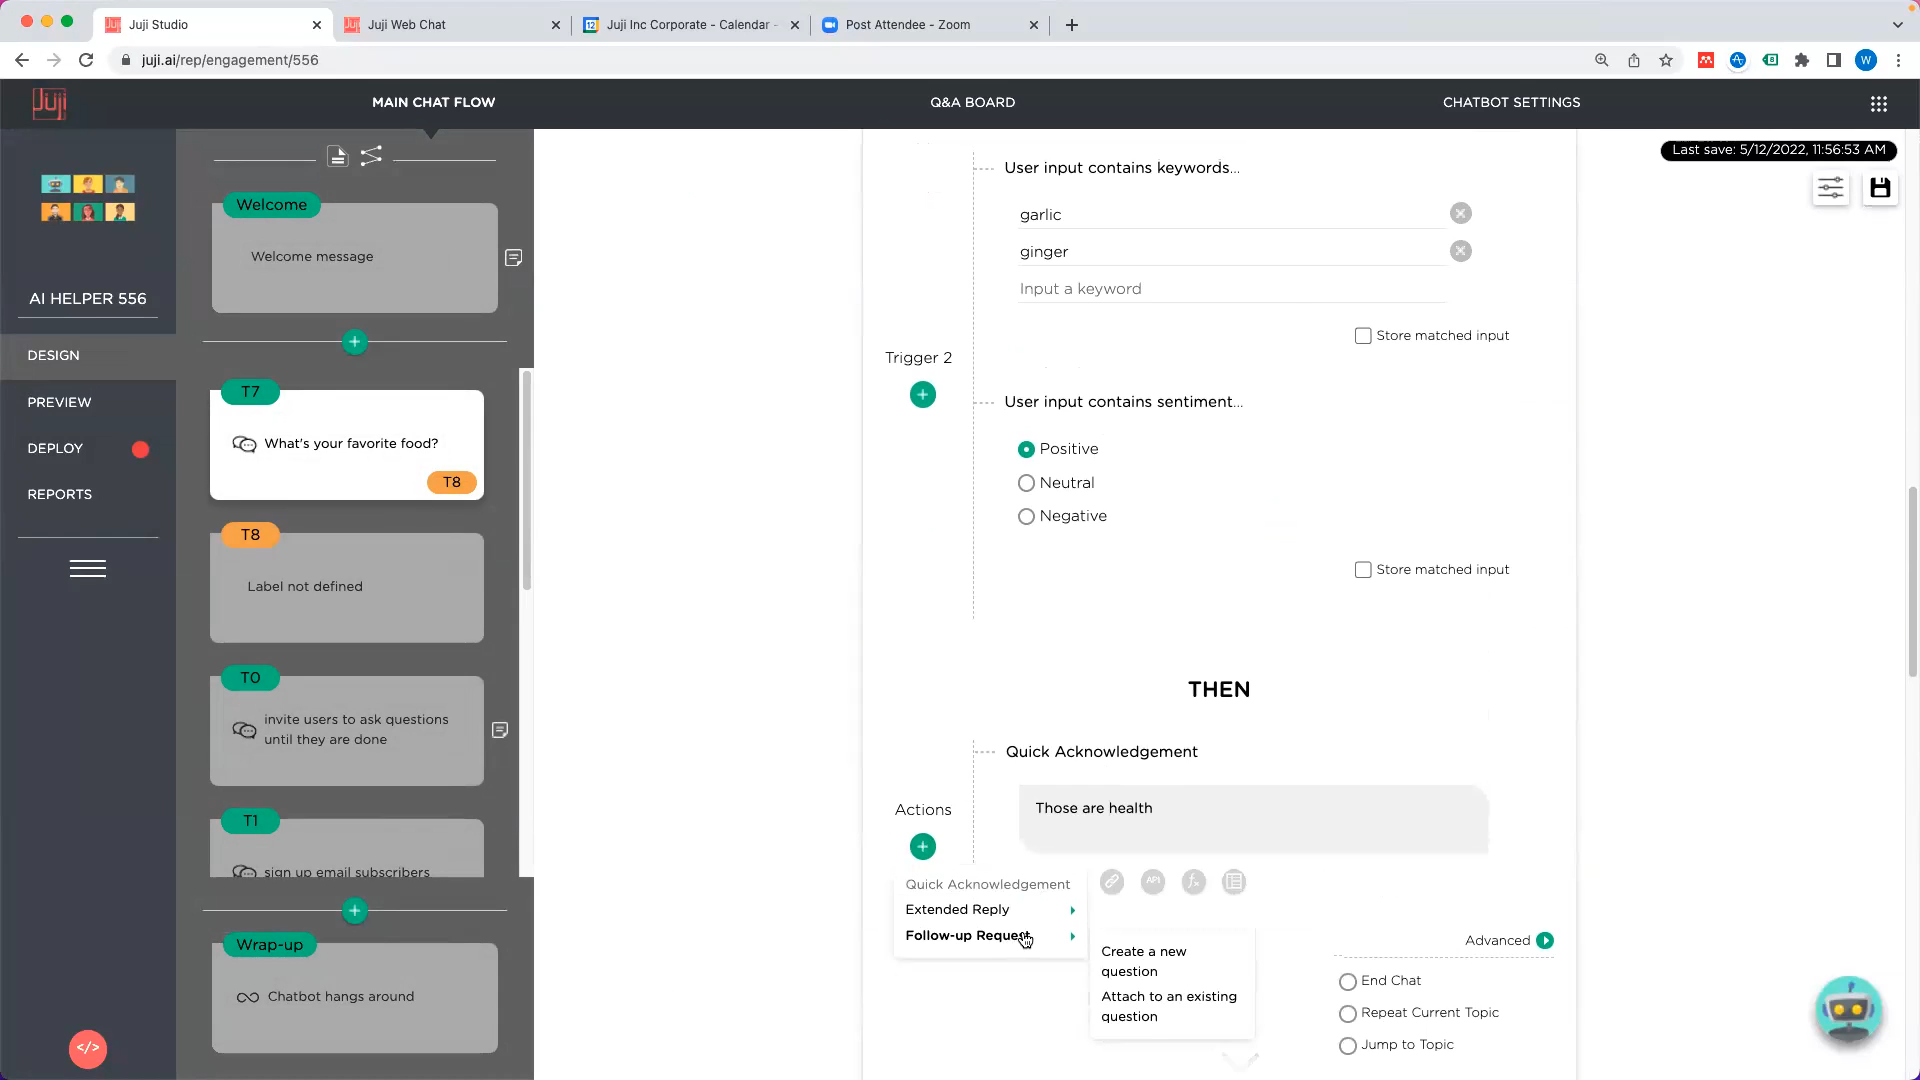 Juji Studio
Juji Web Chat
12
Juji Inc Corporate - Calendar -
Post Attendee - Zoom
juji.ai/rep/engagement/556
8
W
Juji
MAIN CHAT FLOW
Q&A BOARD
CHATBOT SETTINGS
Last save: 5/12/2022, 11:56:53 AM
AI HELPER 556
DESIGN
PREVIEW
DEPLOY
REPORTS
</>
Welcome
Welcome message
T7
What's your favorite food?
T8
T8
Label not defined
T0
invite users to ask questions
until they are done
T1
sign up email subscribers
Wrap-up
Chatbot hangs around
User input contains keywords...
garlic
ginger
Input a keyword
Store matched input
Trigger 2
User input contains sentiment...
Positive
Neutral
Negative
Store matched input
THEN
Quick Acknowledgement
Actions
Those are health
API
fx
Quick Acknowledgement
Extended Reply
Follow-up Request
Create a new
question
Attach to an existing
question
Advanced
End Chat
Repeat Current Topic
Jump to Topic